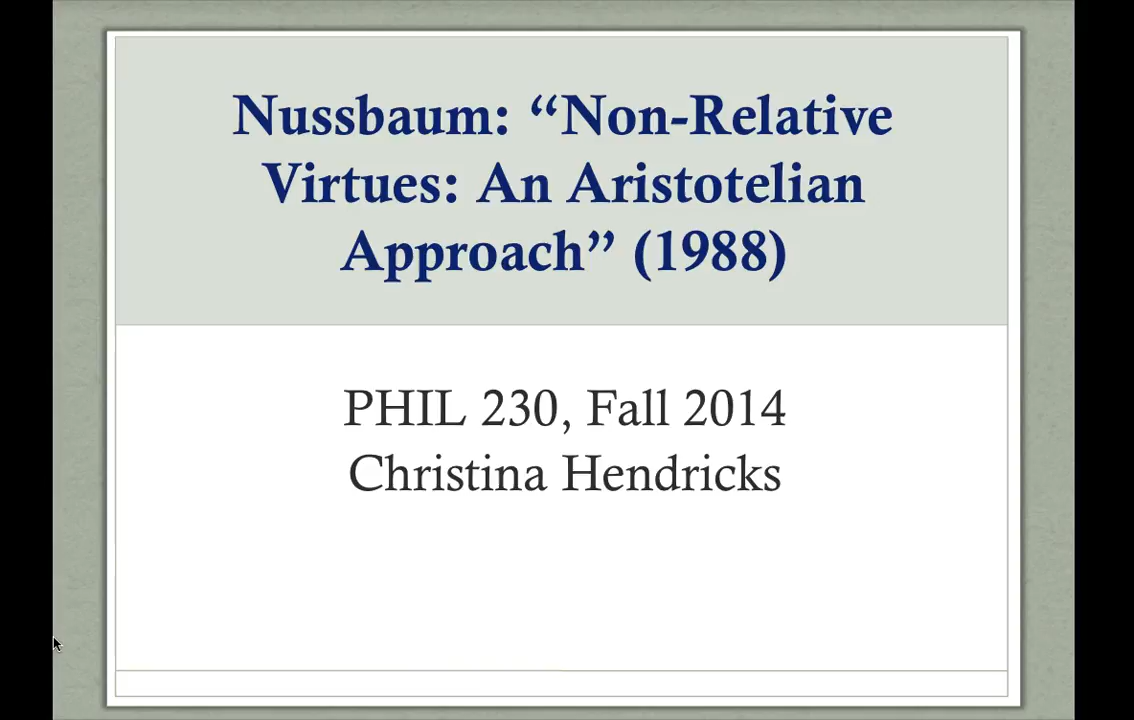 Nussbaum: “Non-Relative
Virtues: An Aristotelian
Approach” (1988)
PHIL 230, Fall 2014
Christina Hendricks